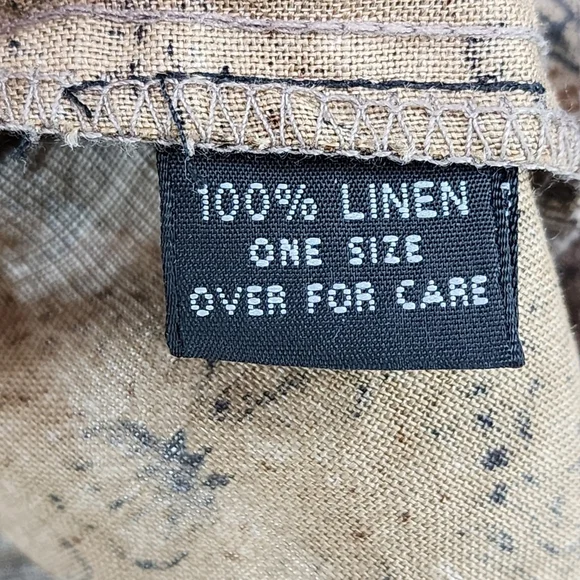 100% LINEN
ONE SIZE
OVER FOR CARE